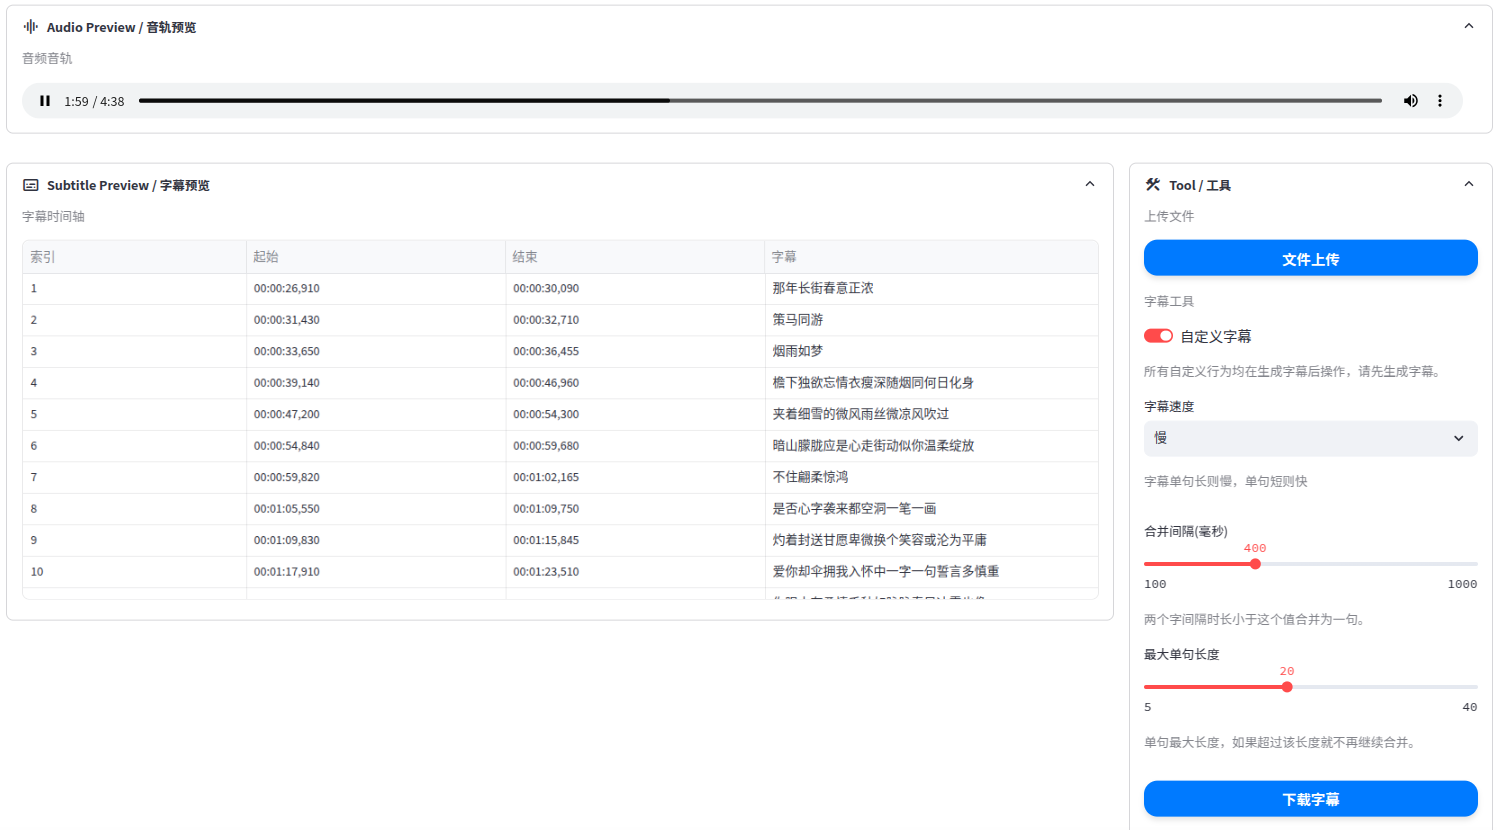 Audio Preview / 音轨预览
音频音轨
1:59 / 4:38
Subtitle Preview / 字幕预览
字幕时间轴
索引 起始 结束 字幕
1 00:00:26,910 00:00:30,090 那年长街春意正浓
2 00:00:31,430 00:00:32,710 策马同游
3 00:00:33,650 00:00:36,455 烟雨如梦
4 00:00:39,140 00:00:46,960 檐下独欲忘情衣瘦深随烟同何日化身
5 00:00:47,200 00:00:54,300 夹着细雪的微风雨丝微凉风吹过
6 00:00:54,840 00:00:59,680 暗山朦胧应是心走街动似你温柔绽放
7 00:00:59,820 00:01:02,165 不住翩柔惊鸿
8 00:01:05,550 00:01:09,750 是否心字袭来都空洞一笔一画
9 00:01:09,830 00:01:15,845 灼着封送甘愿卑微换个笑容或沦为平庸
10 00:01:17,910 00:01:23,510 爱你却伞拥我入怀中一字一句誓言多慎重
Tool / 工具
上传文件
文件上传
字幕工具
自定义字幕
所有自定义行为均在生成字幕后操作，请先生成字幕。
字幕速度
慢
字幕单句长则慢，单句短则快
合并间隔(毫秒)
400
100 1000
两个字间隔时长小于这个值合并为一句。
最大单句长度
20
5 40
单句最大长度，如果超过该长度就不再继续合并。
下载字幕